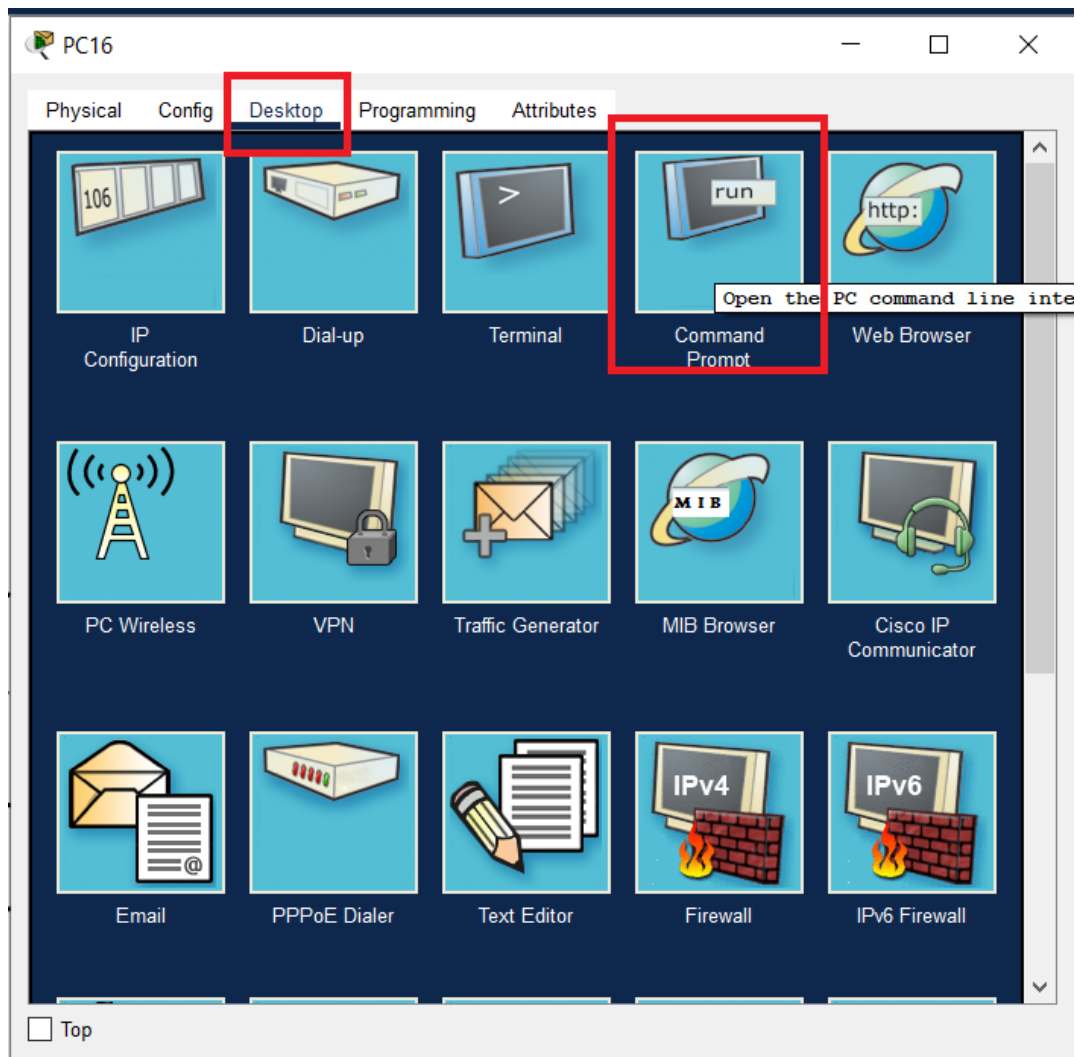 PC16
Physical Config Desktop Programming Attributes
106
>
run
http:
Open the PC command line inte
IP
Configuration
Dial-up
Terminal
Command
Prompt
Web Browser
MIB
PC Wireless
VPN
Traffic Generator
MIB Browser
Cisco IP
Communicator
@
IPv4
IPv6
Email
PPPoE Dialer
Text Editor
Firewall
IPv6 Firewall
Top